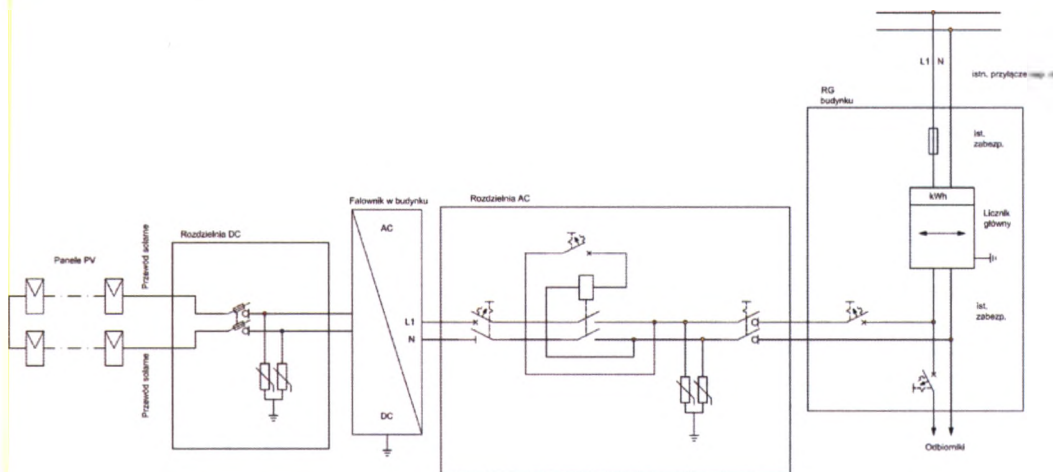 L1 N
istn. przyłącze
RG
budynku
ist.
zabezp.
kWh
Licznik
główny
ist.
zabezp.
Odbiorniki
Rozdzielnia AC
Falownik w budynku
AC
L1
N
DC
Rozdzielnia DC
Panele PV
Przewód solarne
Przewód solarne